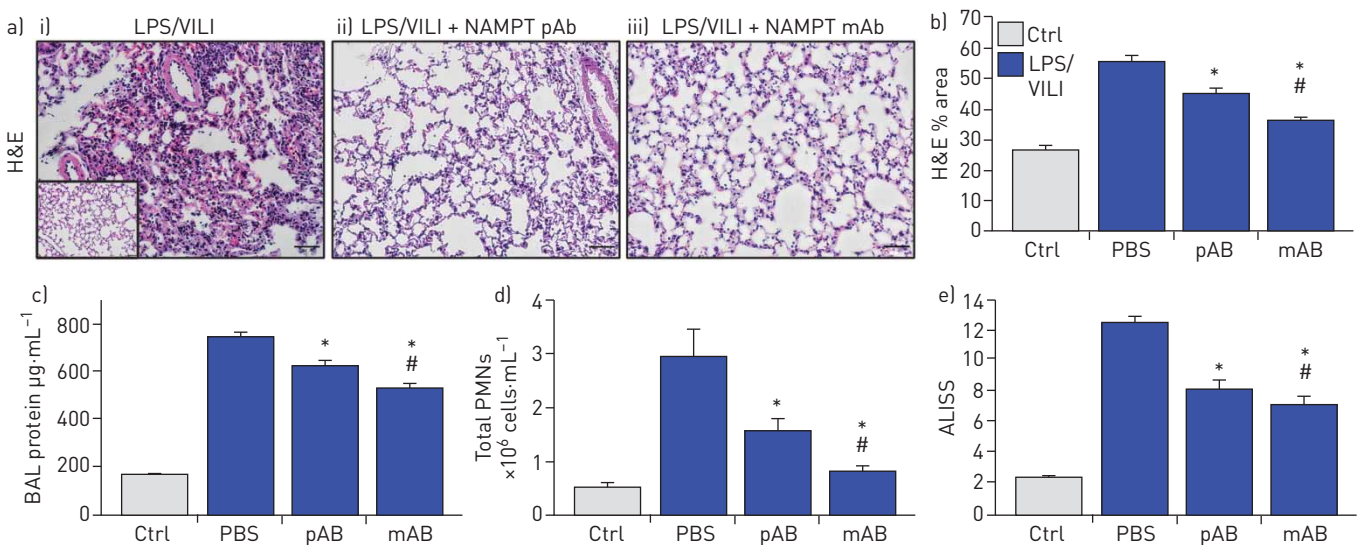 a) i) LPS/VILI ii) LPS/VILI + NAMPT pAb iii) LPS/VILI + NAMPT mAb
H&E
b)
H&E % area
60
50
40
30
20
10
0
Ctrl
LPS/
VILI
*
*
#
Ctrl PBS pAB mAB
c)
BAL protein µg·mL⁻¹
800
600
400
200
0
*
*
#
Ctrl PBS pAB mAB
d)
Total PMNs
×10⁶ cells·mL⁻¹
4
3
2
1
0
*
*
#
Ctrl PBS pAB mAB
e)
ALISS
14
12
10
8
6
4
2
0
*
*
#
Ctrl PBS pAB mAB